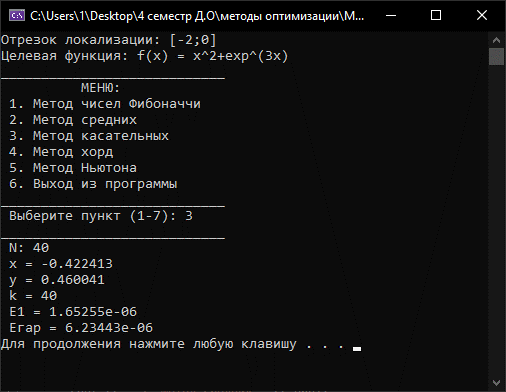 C:\Users\1\Desktop\4 семестр Д.О\методы оптимизации\М...
Отрезок локализации: [-2;0]
Целевая функция: f(x) = x^2+exp^(3x)
МЕНЮ:
1. Метод чисел Фибоначчи
2. Метод средних
3. Метод касательных
4. Метод хорд
5. Метод Ньютона
6. Выход из программы
Выберите пункт (1-7): 3
N: 40
x = -0.422413
y = 0.460041
k = 40
E1 = 1.65255e-06
Eгар = 6.23443e-06
Для продолжения нажмите любую клавишу . . .